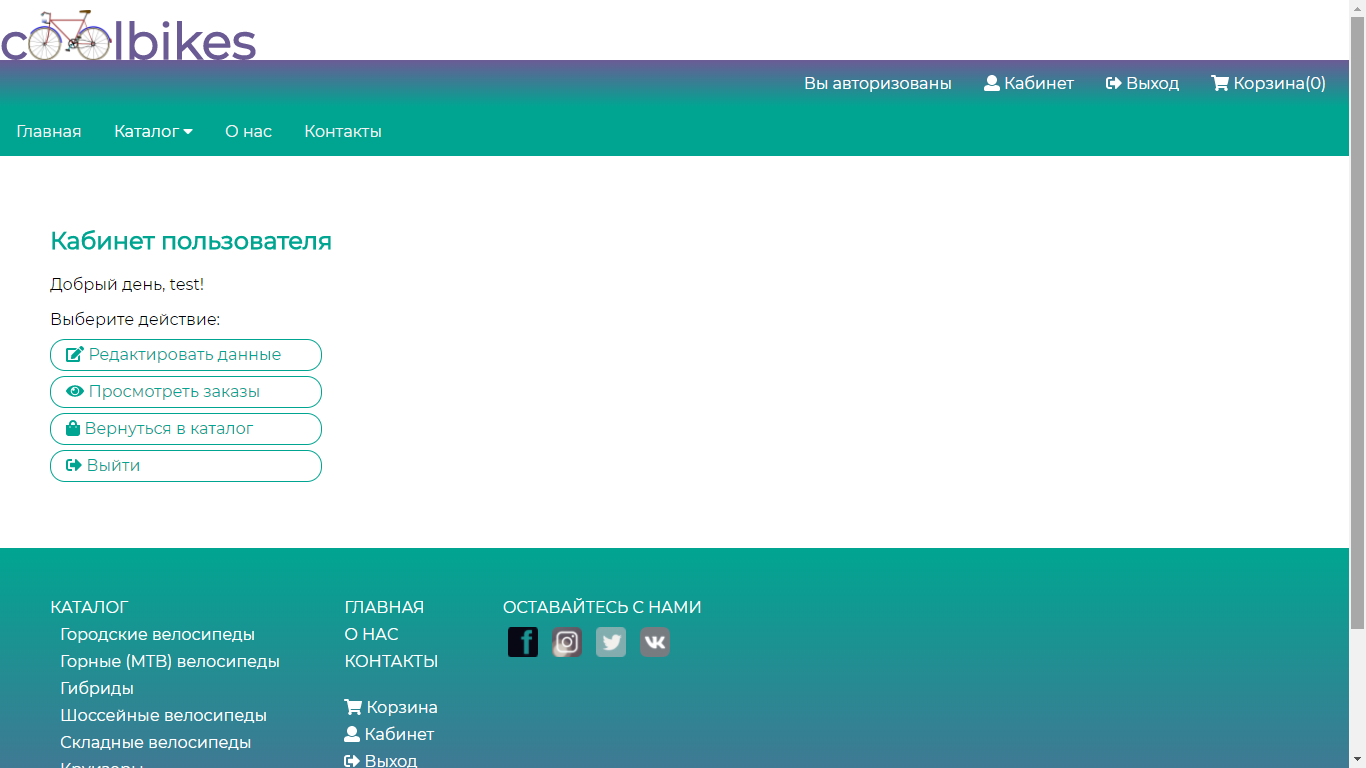 coolbikes
Вы авторизованы Кабинет Выход Корзина(0)
Главная Каталог О нас Контакты
Кабинет пользователя
Добрый день, test!
Выберите действие:
Редактировать данные
Просмотреть заказы
Вернуться в каталог
Выйти
КАТАЛОГ
Городские велосипеды
Горные (MTB) велосипеды
Гибриды
Шоссейные велосипеды
Складные велосипеды
Круизеры
ГЛАВНАЯ
О НАС
КОНТАКТЫ
Корзина
Кабинет
Выход
ОСТАВАЙТЕСЬ С НАМИ